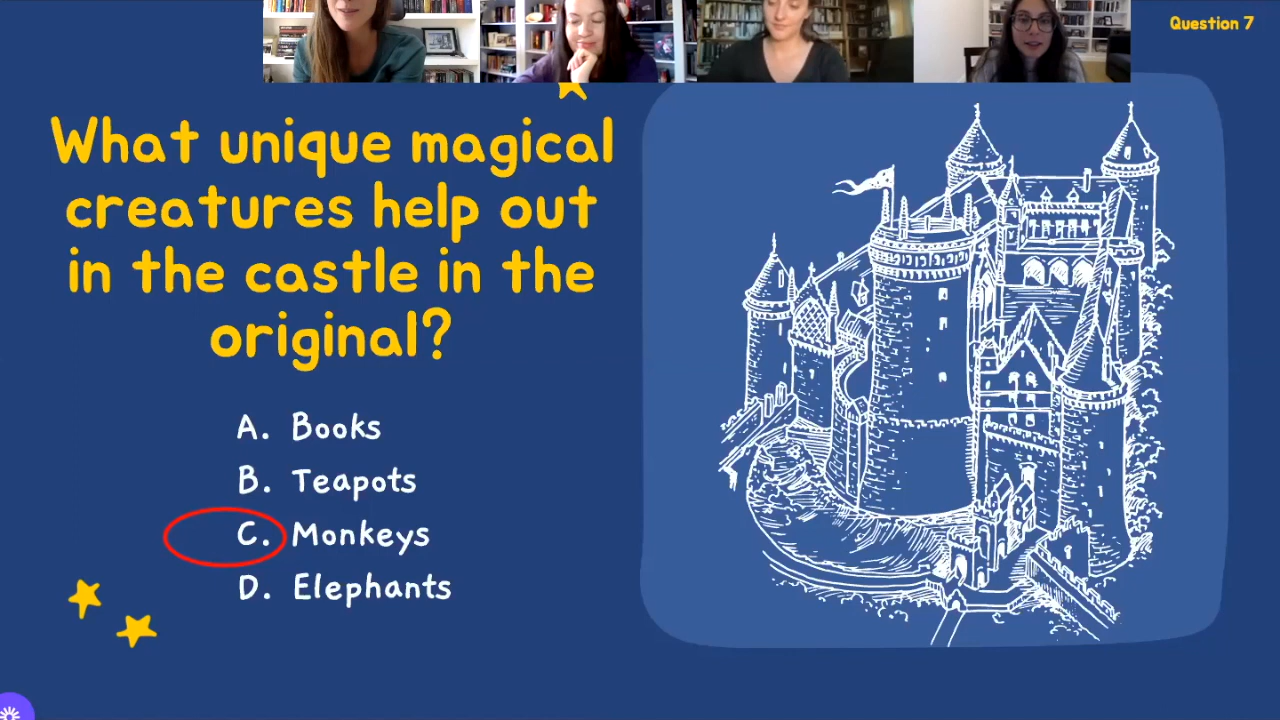 Question 7
What unique magical
creatures help out
in the castle in the
original?
A. Books
B. Teapots
C. Monkeys
D. Elephants